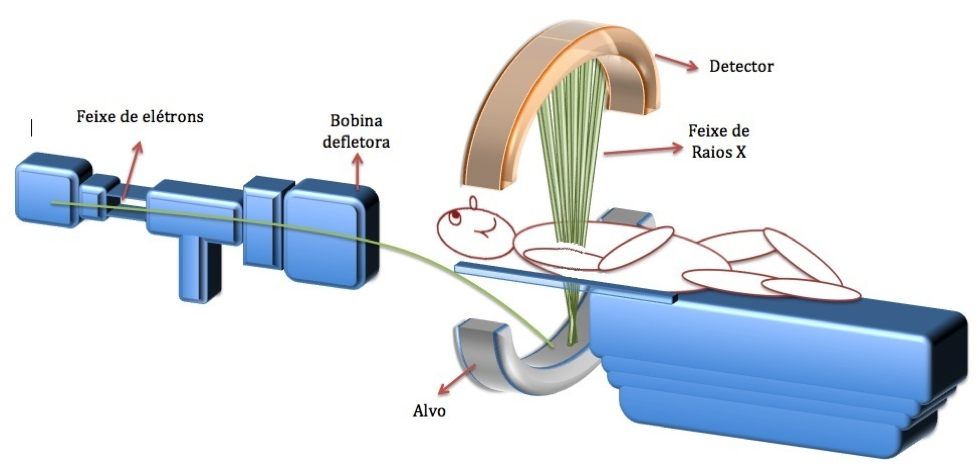 Feixe de elétrons
Bobina
defletora
Detector
Feixe de
Raios X
Alvo